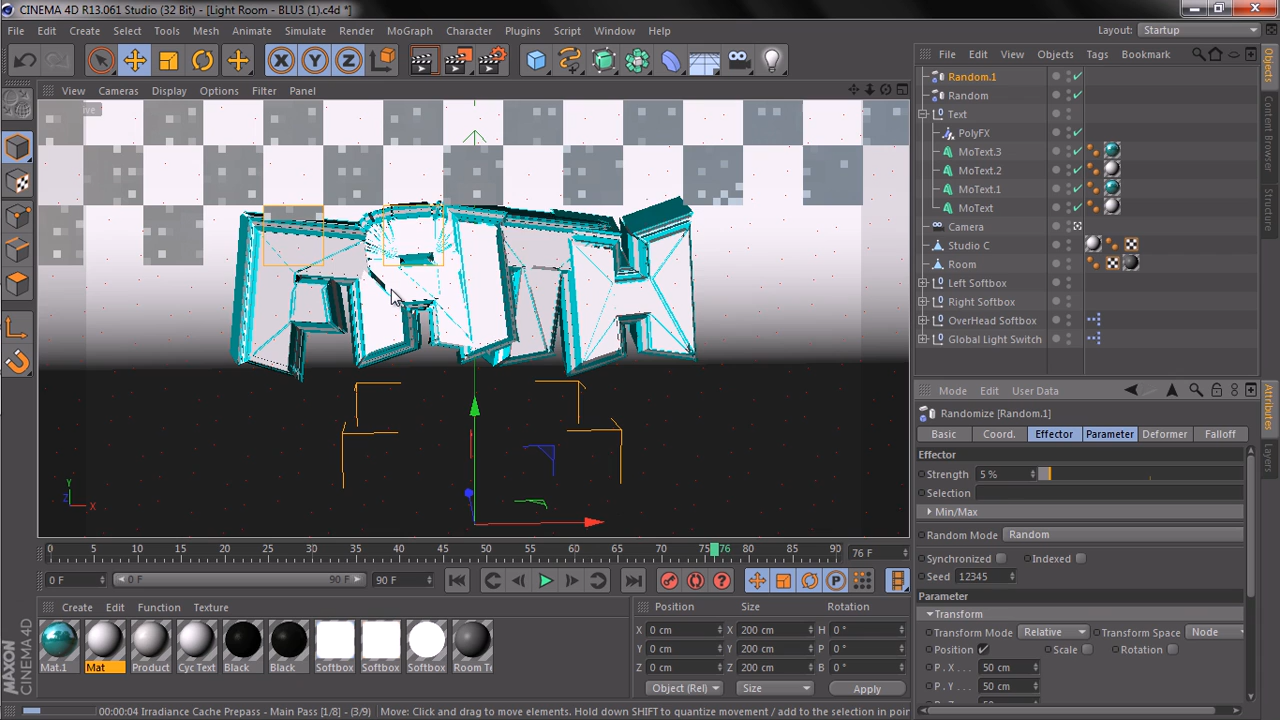 CINEMA 4D R13.061 Studio (32 Bit) - [Light Room - BLU3 (1).c4d *]
File Edit Create Select Tools Mesh Animate Simulate Render MoGraph Character Plugins Script Window Help
Layout: Startup
View Cameras Display Options Filter Panel
File Edit View Objects Tags Bookmark
Random.1
Random
Text
PolyFX
MoText.3
MoText.2
MoText.1
MoText
Camera
Studio C
Room
Left Softbox
Right Softbox
OverHead Softbox
Global Light Switch
Objects
Content Browser
Structure
Mode Edit User Data
Randomize [Random.1]
Basic Coord. Effector Parameter Deformer Falloff
Effector
Strength 5 %
Selection
Min/Max
Random Mode Random
Synchronized Indexed
Seed 12345
Parameter
Transform
Transform Mode Relative Transform Space Node
Position Scale Rotation
P . X . . . 50 cm
P . Y . . . 50 cm
Attributes
Layers
Y
Z X
0 5 10 15 20 25 30 35 40 45 50 55 60 65 70 75 76 80 85 90 76 F
0 F 0 F 90 F 90 F
Create Edit Function Texture
Mat.1 Mat Product Cyc Text Black Black Softbox Softbox Softbox Room Te
Position Size Rotation
X 0 cm X 200 cm H 0 °
Y 0 cm Y 200 cm P 0 °
Z 0 cm Z 200 cm B 0 °
Object (Rel) Size Apply
MAXON
CINEMA 4D
00:00:04 Irradiance Cache Prepass - Main Pass [1/8] - (3/9) Move: Click and drag to move elements. Hold down SHIFT to quantize movement / add to the selection in poin